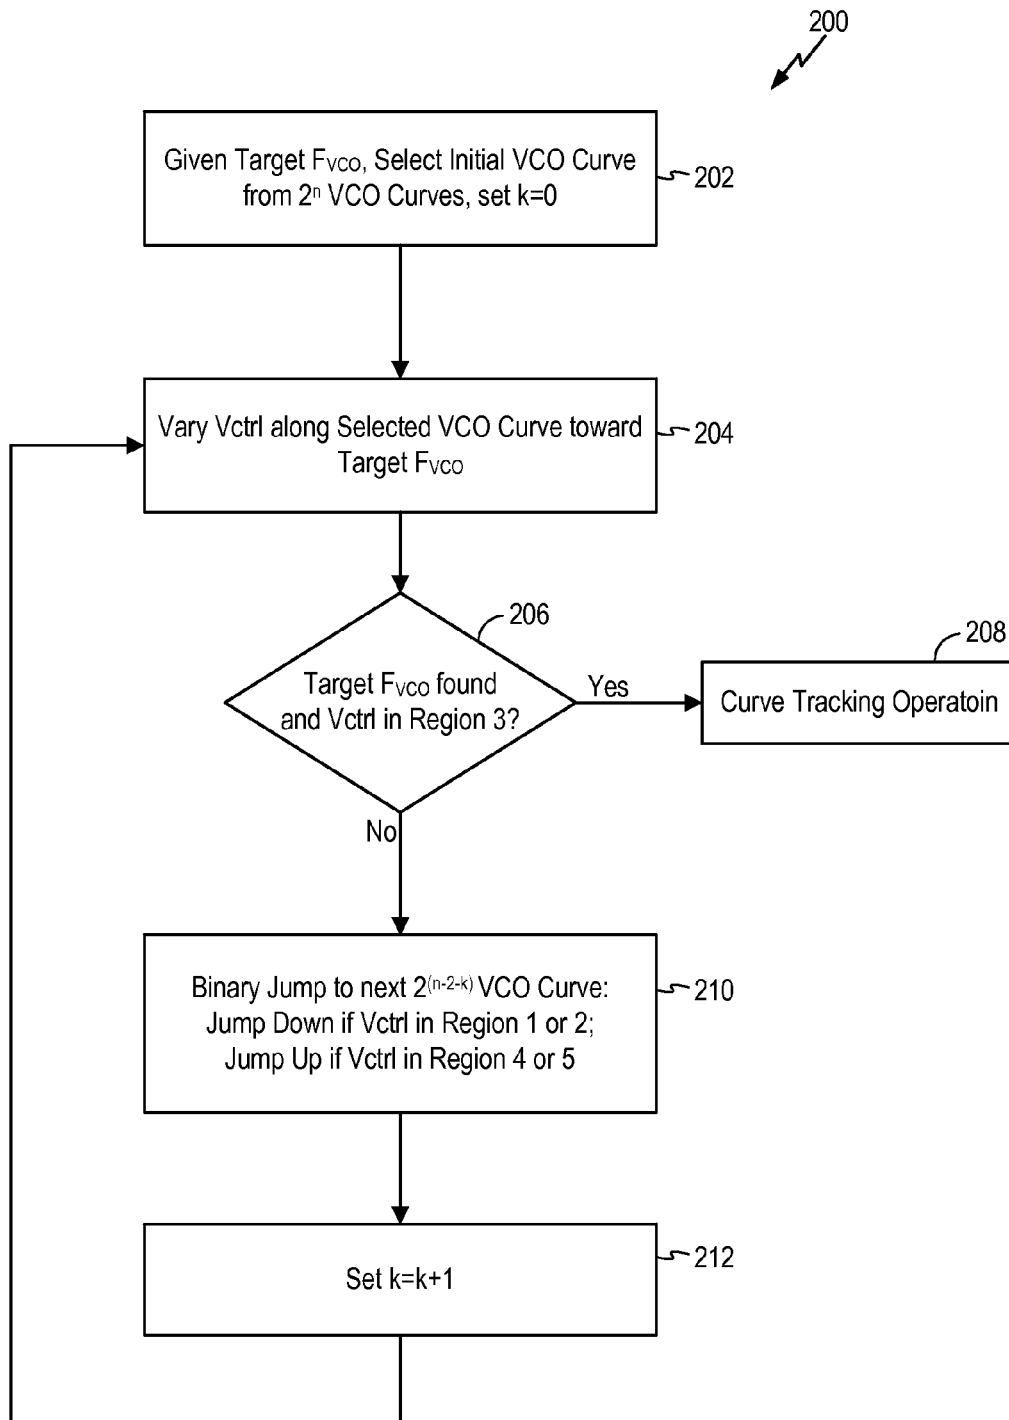 200
Given Target FVCO, Select Initial VCO Curve
from 2ⁿ VCO Curves, set k=0
202
Vary Vctrl along Selected VCO Curve toward
Target FVCO
204
206
Target FVCO found
and Vctrl in Region 3?
Yes
208
Curve Tracking Operatoin
No
Binary Jump to next 2⁽ⁿ⁻²⁻ᵏ⁾ VCO Curve:
Jump Down if Vctrl in Region 1 or 2;
Jump Up if Vctrl in Region 4 or 5
210
Set k=k+1
212